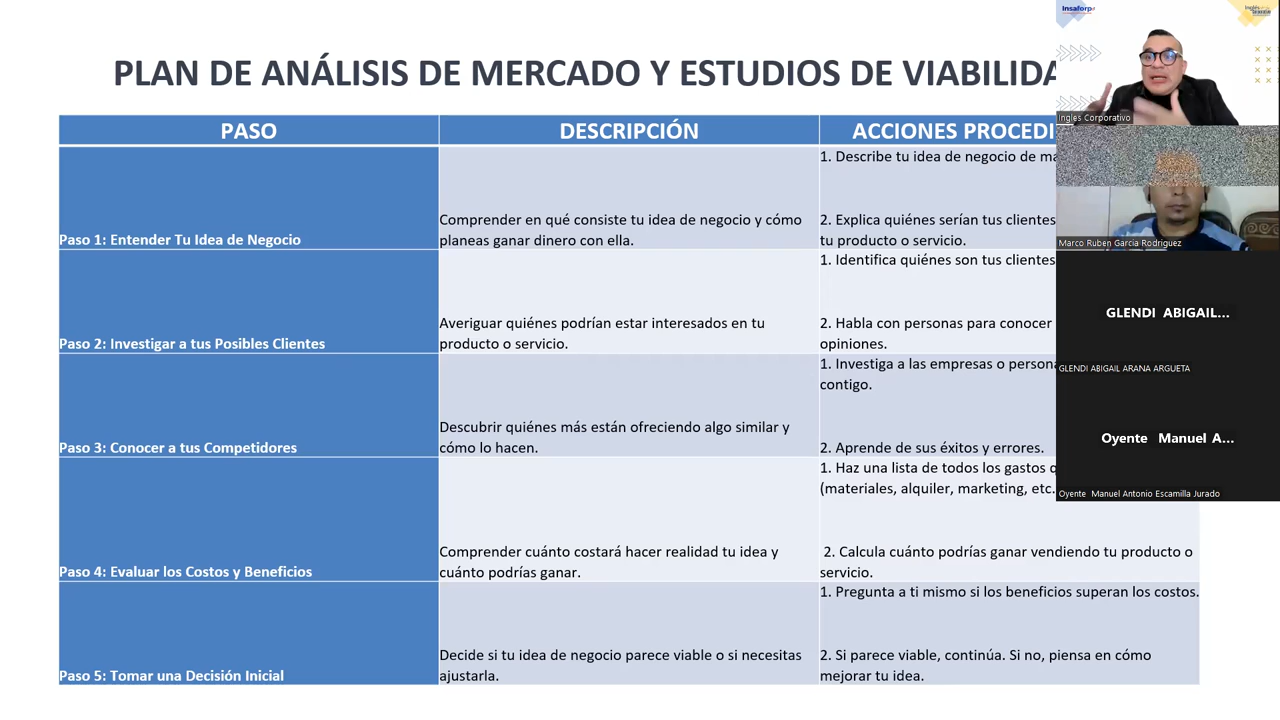 PLAN DE ANÁLISIS DE MERCADO Y ESTUDIOS DE VIABILIDA
PASO
DESCRIPCIÓN
ACCIONES PROCEDI
Paso 1: Entender Tu Idea de Negocio
Comprender en qué consiste tu idea de negocio y cómo
planeas ganar dinero con ella.
1. Describe tu idea de negocio de ma
2. Explica quiénes serían tus clientes
tu producto o servicio.
Paso 2: Investigar a tus Posibles Clientes
Averiguar quiénes podrían estar interesados en tu
producto o servicio.
1. Identifica quiénes son tus clientes
2. Habla con personas para conocer
opiniones.
Paso 3: Conocer a tus Competidores
Descubrir quiénes más están ofreciendo algo similar y
cómo lo hacen.
1. Investiga a las empresas o persona
contigo.
2. Aprende de sus éxitos y errores.
Paso 4: Evaluar los Costos y Beneficios
Comprender cuánto costará hacer realidad tu idea y
cuánto podrías ganar.
1. Haz una lista de todos los gastos q
(materiales, alquiler, marketing, etc.
2. Calcula cuánto podrías ganar vendiendo tu producto o
servicio.
Paso 5: Tomar una Decisión Inicial
Decide si tu idea de negocio parece viable o si necesitas
ajustarla.
1. Pregunta a ti mismo si los beneficios superan los costos.
2. Si parece viable, continúa. Si no, piensa en cómo
mejorar tu idea.
Insaforp
Ingles Corporativo
Marco Ruben Garcia Rodriguez
GLENDI ABIGAIL...
GLENDI ABIGAIL ARANA ARGUETA
Oyente Manuel A...
Oyente Manuel Antonio Escamilla Jurado